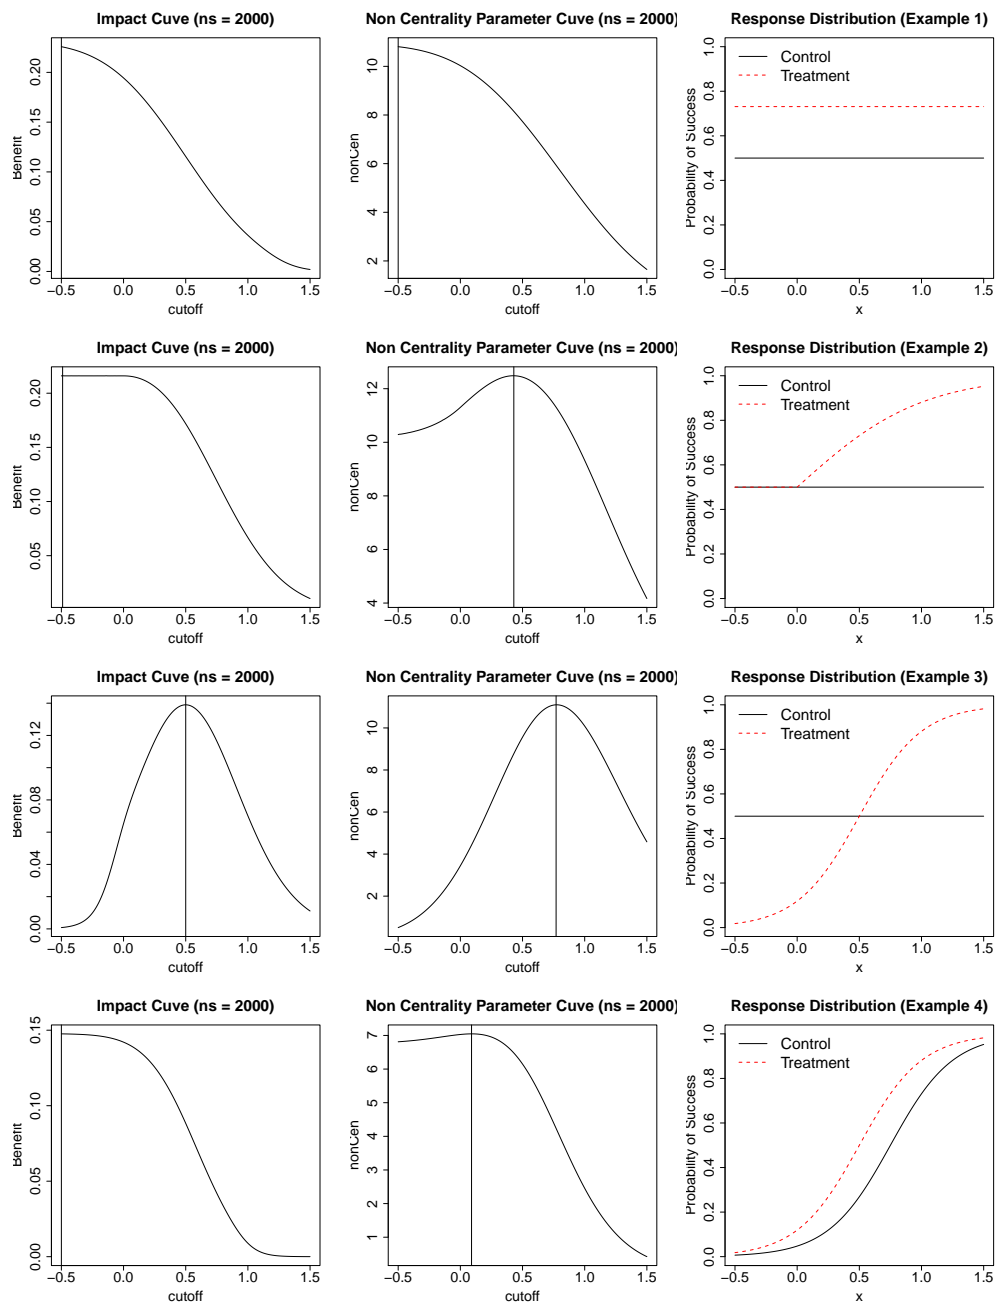 Impact Cuve (ns = 2000)
Non Centrality Parameter Cuve (ns = 2000)
Response Distribution (Example 1)
Benefit
0.00 0.05 0.10 0.15 0.20
−0.5 0.0 0.5 1.0 1.5
cutoff
nonCen
2 4 6 8 10
−0.5 0.0 0.5 1.0 1.5
cutoff
Control
Treatment
Probability of Success
0.0 0.2 0.4 0.6 0.8 1.0
−0.5 0.0 0.5 1.0 1.5
x
Impact Cuve (ns = 2000)
Non Centrality Parameter Cuve (ns = 2000)
Response Distribution (Example 2)
Benefit
0.05 0.10 0.15 0.20
−0.5 0.0 0.5 1.0 1.5
cutoff
nonCen
4 6 8 10 12
−0.5 0.0 0.5 1.0 1.5
cutoff
Control
Treatment
Probability of Success
0.0 0.2 0.4 0.6 0.8 1.0
−0.5 0.0 0.5 1.0 1.5
x
Impact Cuve (ns = 2000)
Non Centrality Parameter Cuve (ns = 2000)
Response Distribution (Example 3)
Benefit
0.00 0.04 0.08 0.12
−0.5 0.0 0.5 1.0 1.5
cutoff
nonCen
2 4 6 8 10
−0.5 0.0 0.5 1.0 1.5
cutoff
Control
Treatment
Probability of Success
0.0 0.2 0.4 0.6 0.8 1.0
−0.5 0.0 0.5 1.0 1.5
x
Impact Cuve (ns = 2000)
Non Centrality Parameter Cuve (ns = 2000)
Response Distribution (Example 4)
Benefit
0.00 0.05 0.10 0.15
−0.5 0.0 0.5 1.0 1.5
cutoff
nonCen
1 2 3 4 5 6 7
−0.5 0.0 0.5 1.0 1.5
cutoff
Control
Treatment
Probability of Success
0.0 0.2 0.4 0.6 0.8 1.0
−0.5 0.0 0.5 1.0 1.5
x